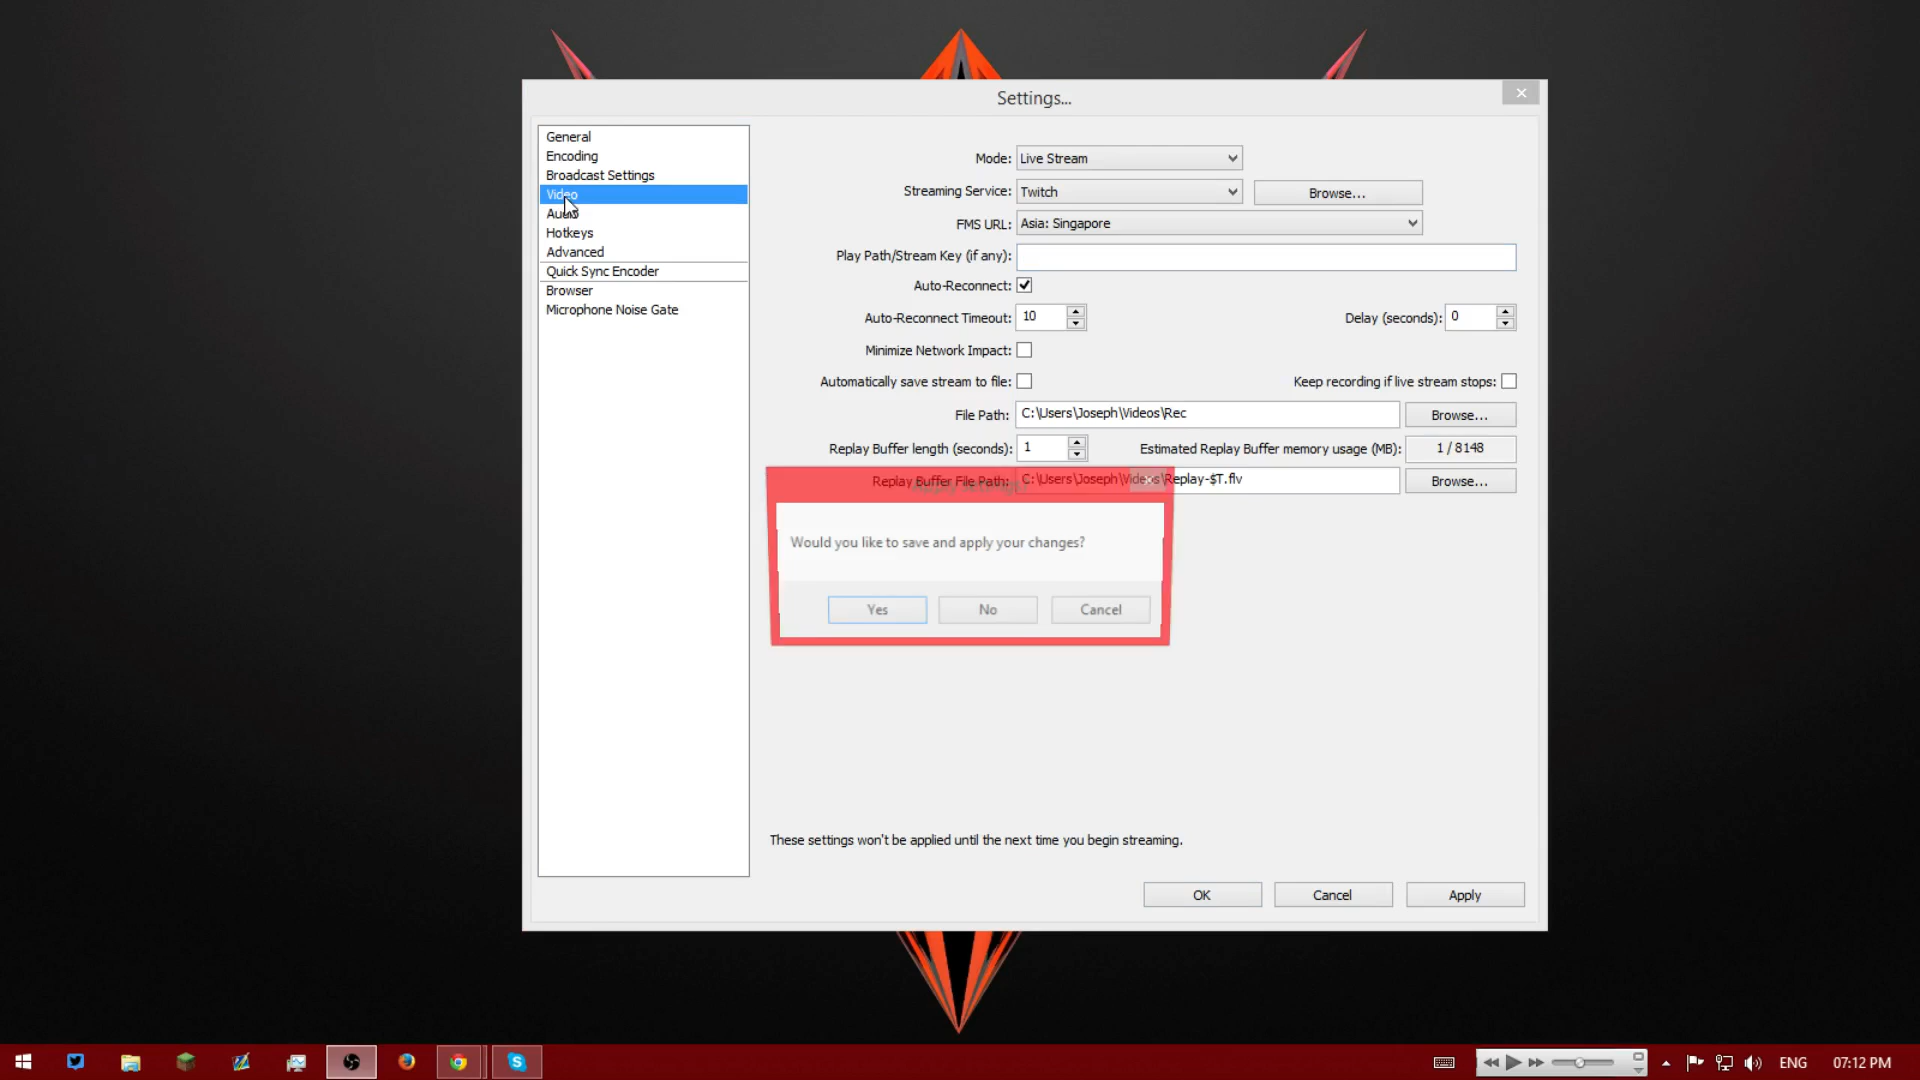 Settings...
General
Encoding
Broadcast Settings
Video
Audio
Hotkeys
Advanced
Quick Sync Encoder
Browser
Microphone Noise Gate
Mode: Live Stream
Streaming Service: Twitch Browse...
FMS URL: Asia: Singapore
Play Path/Stream Key (if any):
Auto-Reconnect:
Auto-Reconnect Timeout: 10 Delay (seconds): 0
Minimize Network Impact:
Automatically save stream to file: Keep recording if live stream stops:
File Path: C:\Users\Joseph\Videos\Rec Browse...
Replay Buffer length (seconds): 1 Estimated Replay Buffer memory usage (MB): 1 / 8148
Replay Buffer File Path: C:\Users\Joseph\Videos\Replay-$T.flv Browse...
Would you like to save and apply your changes?
Yes No Cancel
These settings won't be applied until the next time you begin streaming.
OK Cancel Apply
ENG 07:12 PM